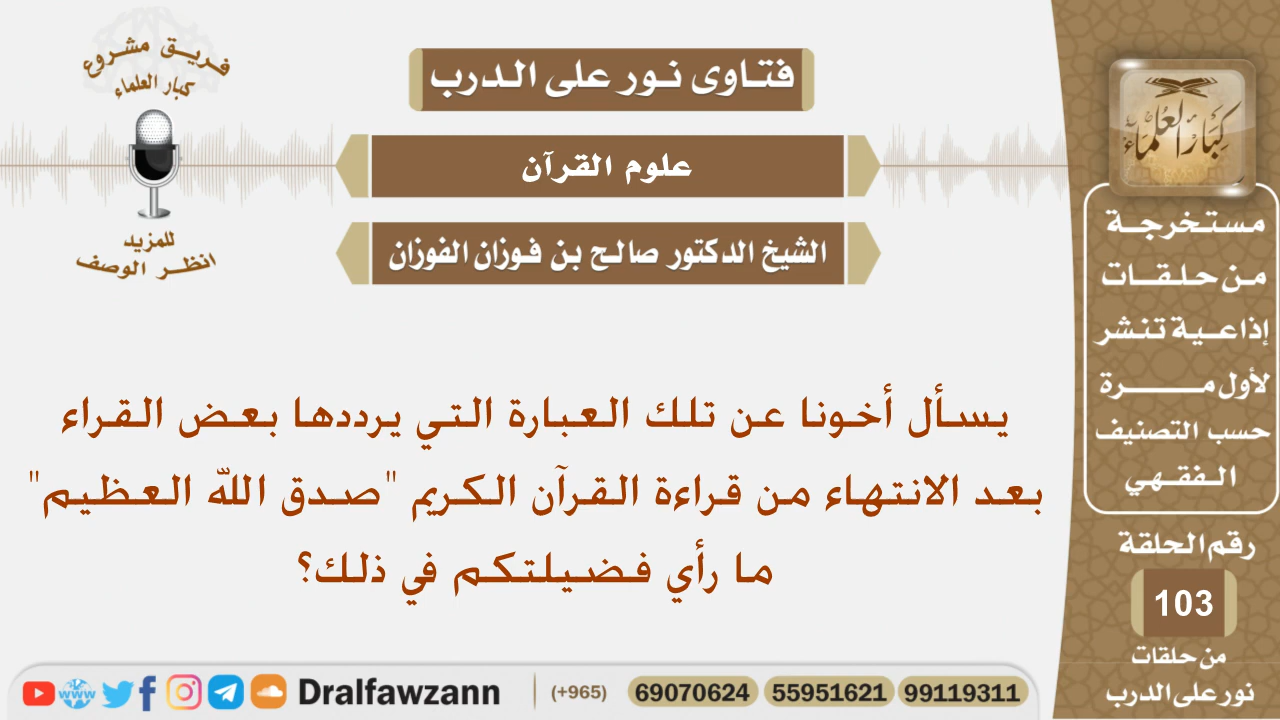 فريق مشروع
كبار العلماء
للمزيد
انظر الوصف
فتاوى نور على الدرب
علوم القرآن
الشيخ الدكتور صالح بن فوزان الفوزان
يسأل أخونا عن تلك العبارة التي يرددها بعض القراء
بعد الانتهاء من قراءة القرآن الكريم "صدق الله العظيم"
ما رأي فضيلتكم في ذلك؟
كبار العلماء
مستخرجة
من حلقات
إذاعية تنشر
لأول مرة
حسب التصنيف
الفقهي
رقم الحلقة
103
من حلقات
نور على الدرب
www Dralfawzann (+965) 69070624 55951621 99119311